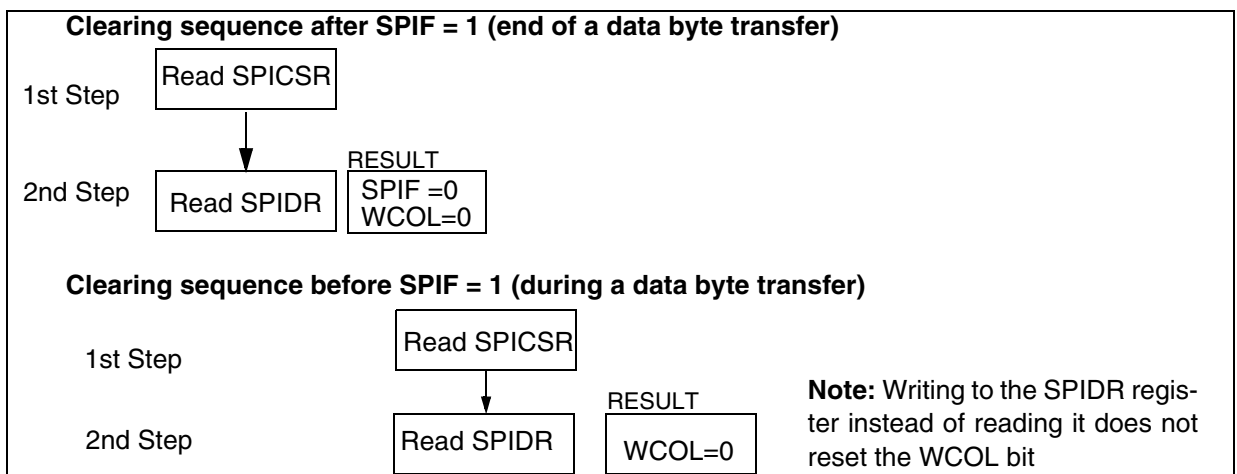 Clearing sequence after SPIF = 1 (end of a data byte transfer)
1st Step
Read SPICSR
2nd Step
Read SPIDR
RESULT
SPIF =0
WCOL=0
Clearing sequence before SPIF = 1 (during a data byte transfer)
1st Step
Read SPICSR
2nd Step
Read SPIDR
RESULT
WCOL=0
Note: Writing to the SPIDR regis-
ter instead of reading it does not
reset the WCOL bit